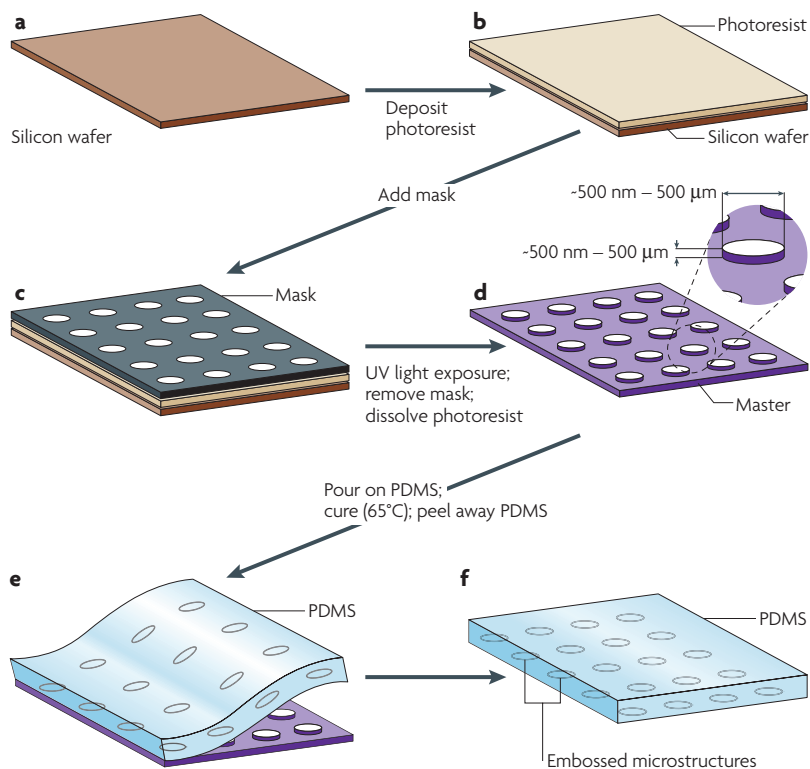 a
Silicon wafer
Deposit
photoresist
b
Photoresist
Silicon wafer
Add mask
~500 nm – 500 μm
~500 nm – 500 μm
c
Mask
UV light exposure;
remove mask;
dissolve photoresist
d
Master
Pour on PDMS;
cure (65°C); peel away PDMS
e
PDMS
f
PDMS
Embossed microstructures